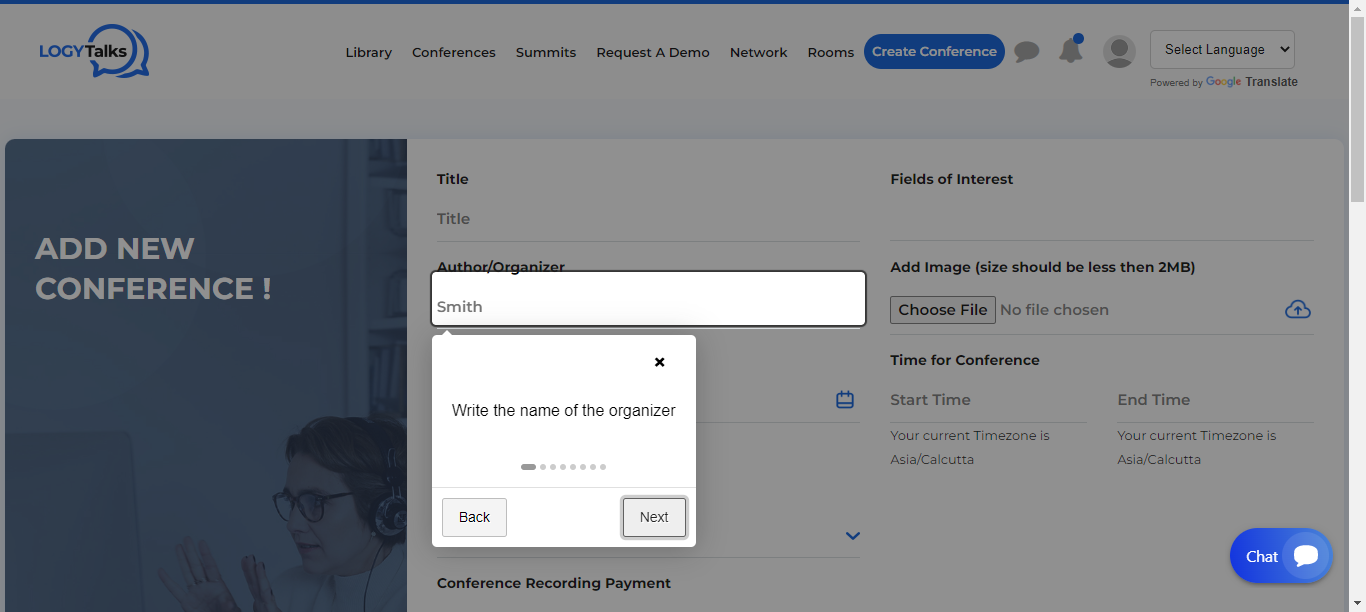 LOGYTalks
Library
Conferences
Summits
Request A Demo
Network
Rooms
Create Conference
Select Language
Powered by Google Translate
ADD NEW
CONFERENCE !
Title
Title
Author/Organizer
Smith
Write the name of the organizer
Back
Next
Conference Recording Payment
Fields of Interest
Add Image (size should be less then 2MB)
Choose File No file chosen
Time for Conference
Start Time
End Time
Your current Timezone is
Asia/Calcutta
Your current Timezone is
Asia/Calcutta
Chat